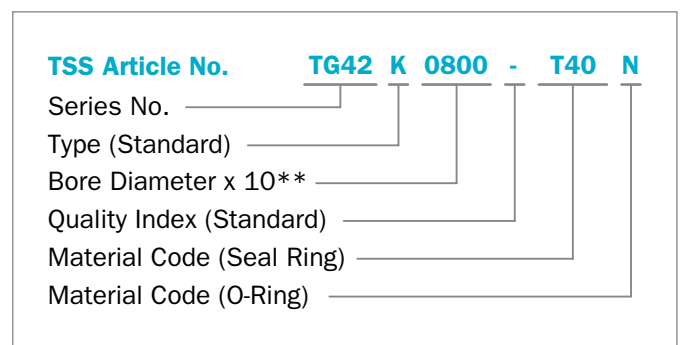 TSS Article No. TG42 K 0800 - T40 N
Series No.
Type (Standard)
Bore Diameter x 10**
Quality Index (Standard)
Material Code (Seal Ring)
Material Code (O-Ring)